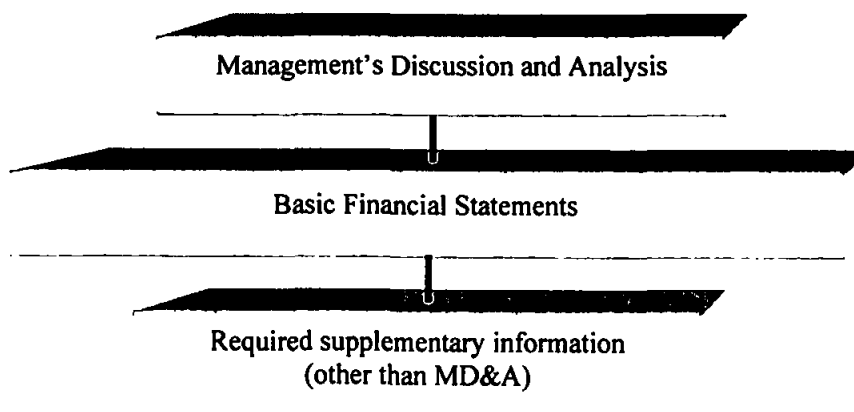 Management's Discussion and Analysis
Basic Financial Statements
Required supplementary information
(other than MD&A)